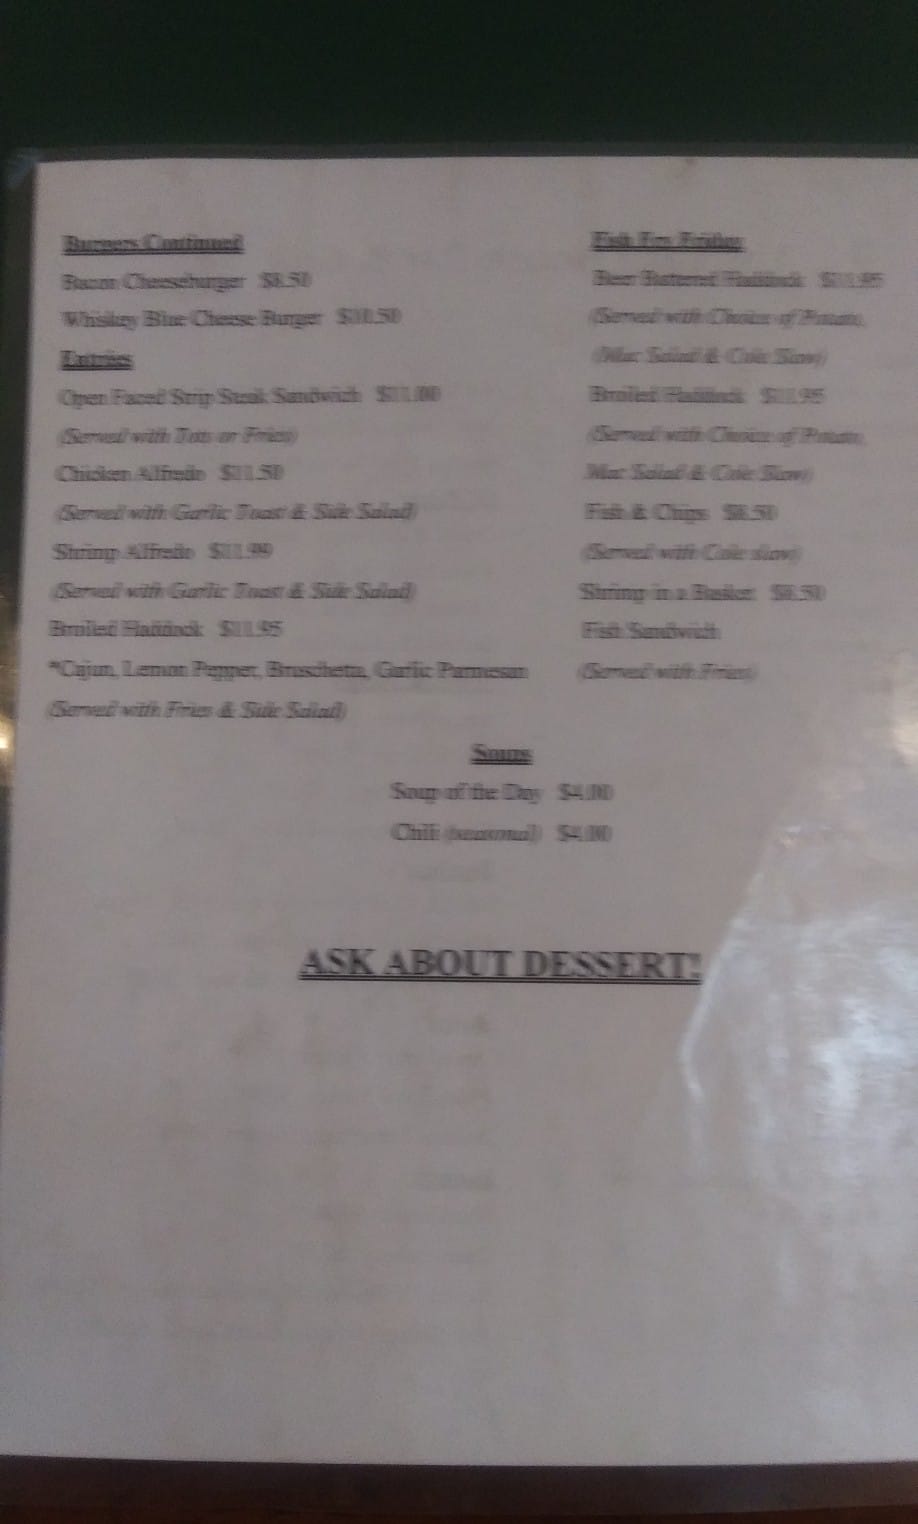 Burgers Continued
Bacon Cheeseburger $8.50
Whiskey Blue Cheese Burger $10.50
Entrées
Open Faced Strip Steak Sandwich $11.00
(Served with Tots or Fries)
Chicken Alfredo $11.50
(Served with Garlic Toast & Side Salad)
Shrimp Alfredo $11.99
(Served with Garlic Toast & Side Salad)
Broiled Haddock $11.95
*Cajun, Lemon Pepper, Bruschetta, Garlic Parmesan
(Served with Fries & Side Salad)
Fish Fry Friday
Beer Battered Haddock $11.95
(Served with Choice of Potato,
(Mac Salad & Cole Slaw)
Broiled Haddock $11.95
(Served with Choice of Potato,
Mac Salad & Cole Slaw)
Fish & Chips $8.50
(Served with Cole slaw)
Shrimp in a Basket $8.50
Fish Sandwich
(Served with Fries)
Soups
Soup of the Day $4.00
Chili (seasonal) $4.00
ASK ABOUT DESSERT!